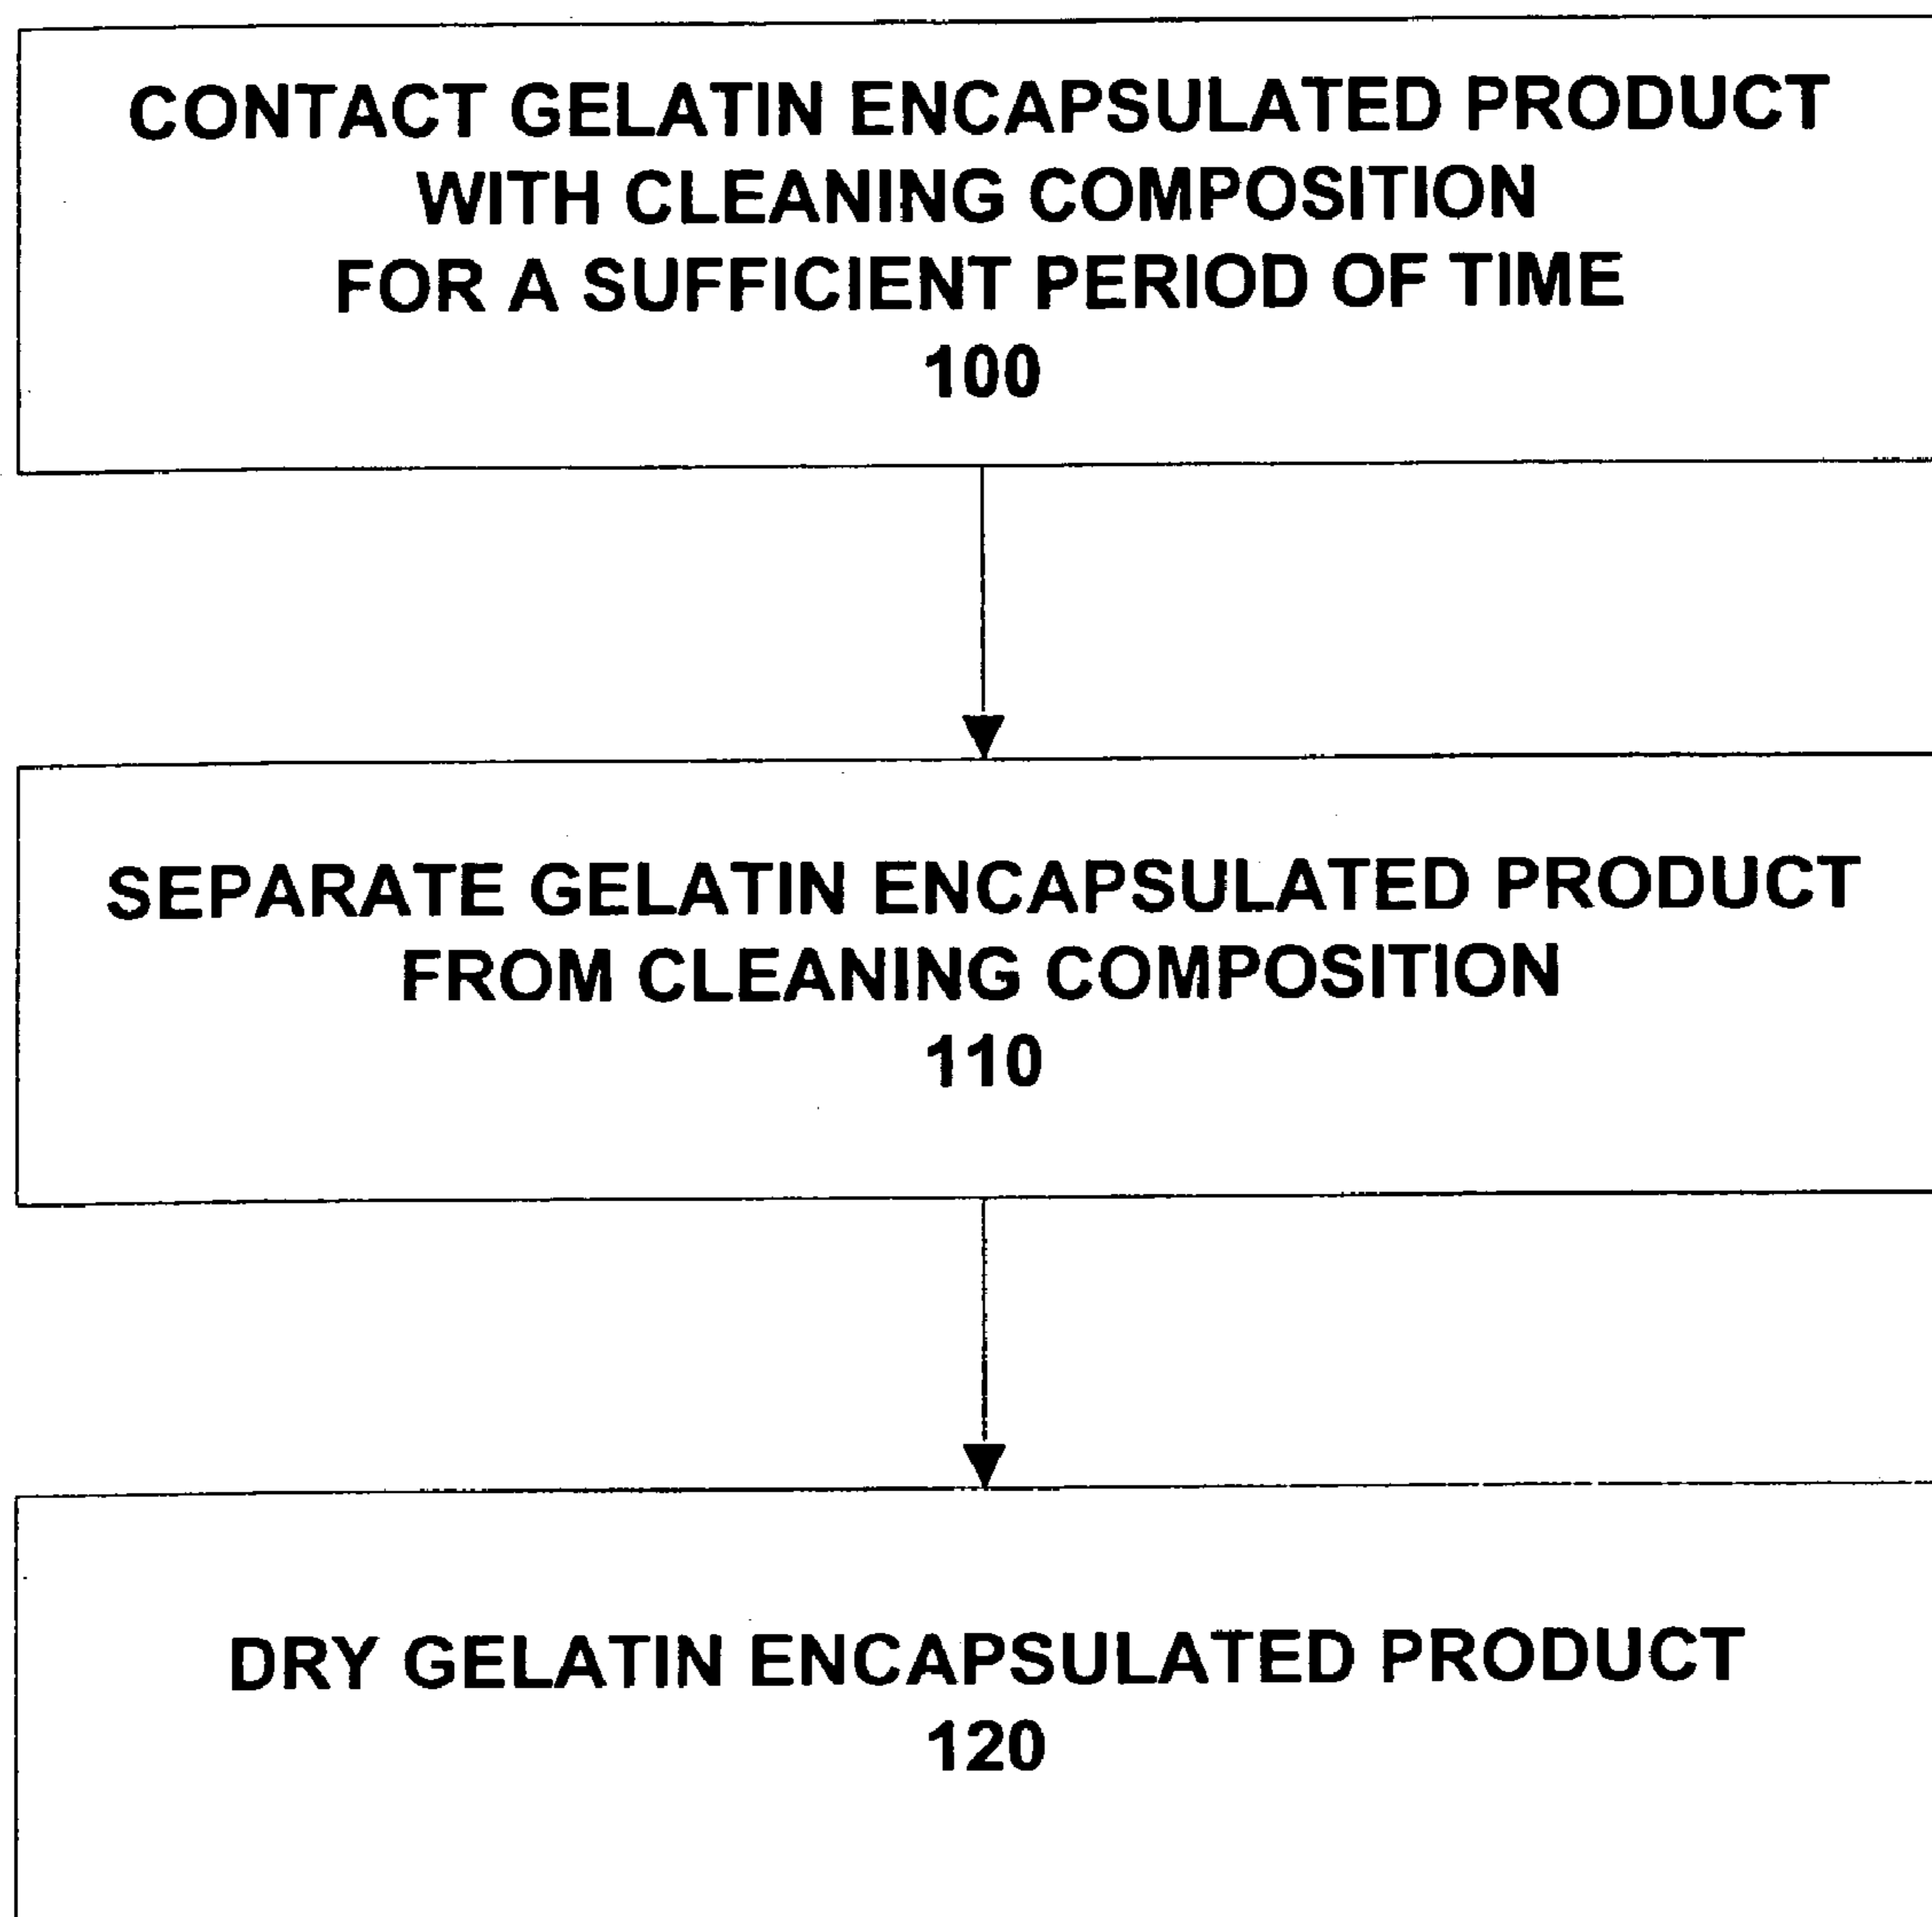 CONTACT GELATIN ENCAPSULATED PRODUCT
WITH CLEANING COMPOSITION
FOR A SUFFICIENT PERIOD OF TIME
100
SEPARATE GELATIN ENCAPSULATED PRODUCT
FROM CLEANING COMPOSITION
110
DRY GELATIN ENCAPSULATED PRODUCT
120